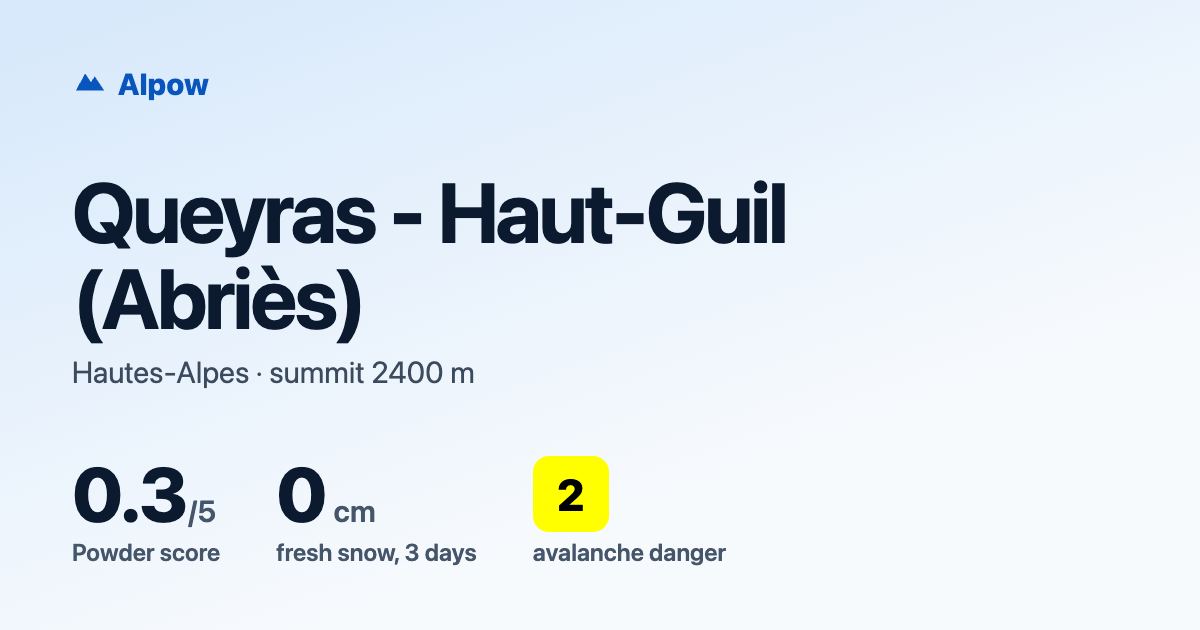 Alpow
Queyras - Haut-Guil
(Abriès)
Hautes-Alpes · summit 2400 m
0.3/5
Powder score
0 cm
fresh snow, 3 days
2
avalanche danger